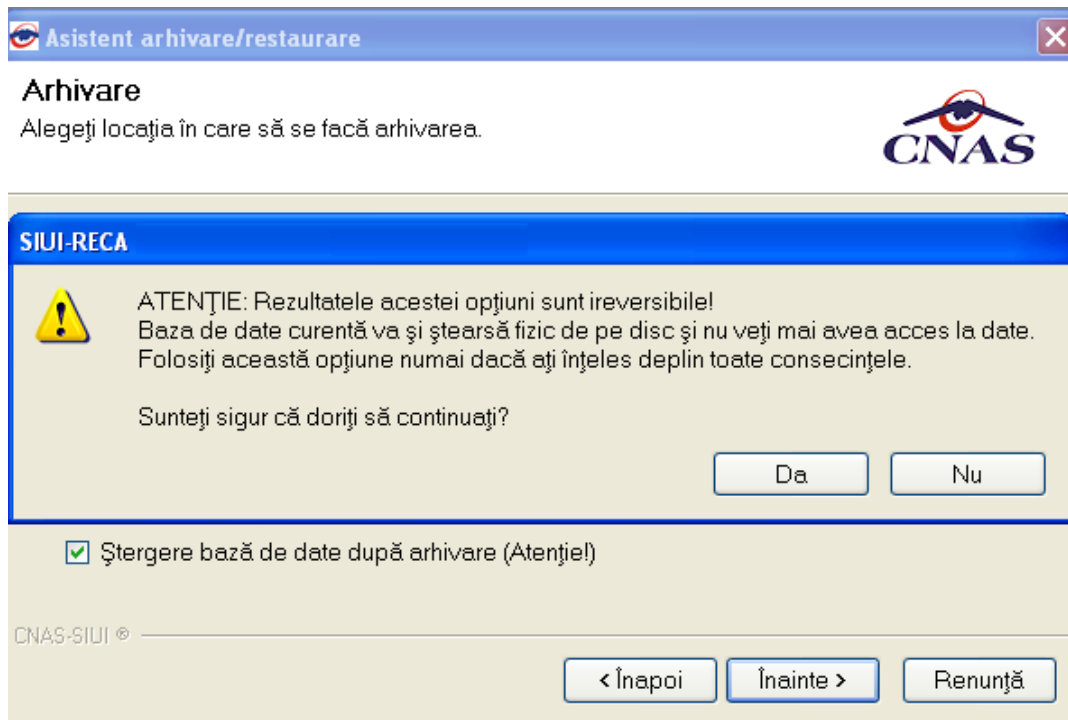 Asistent arhivare/restaurare
Arhivare
Alegeţi locaţia în care să se facă arhivarea.
CNAS
SIUI-RECA
ATENŢIE: Rezultatele acestei opţiuni sunt ireversibile!
Baza de date curentă va şi ştearsă fizic de pe disc şi nu veţi mai avea acces la date.
Folosiţi această opţiune numai dacă aţi înţeles deplin toate consecinţele.
Sunteţi sigur că doriţi să continuaţi?
Da Nu
Ştergere bază de date după arhivare (Atenţie!)
CNAS-SIUI ®
< Înapoi Înainte > Renunţă